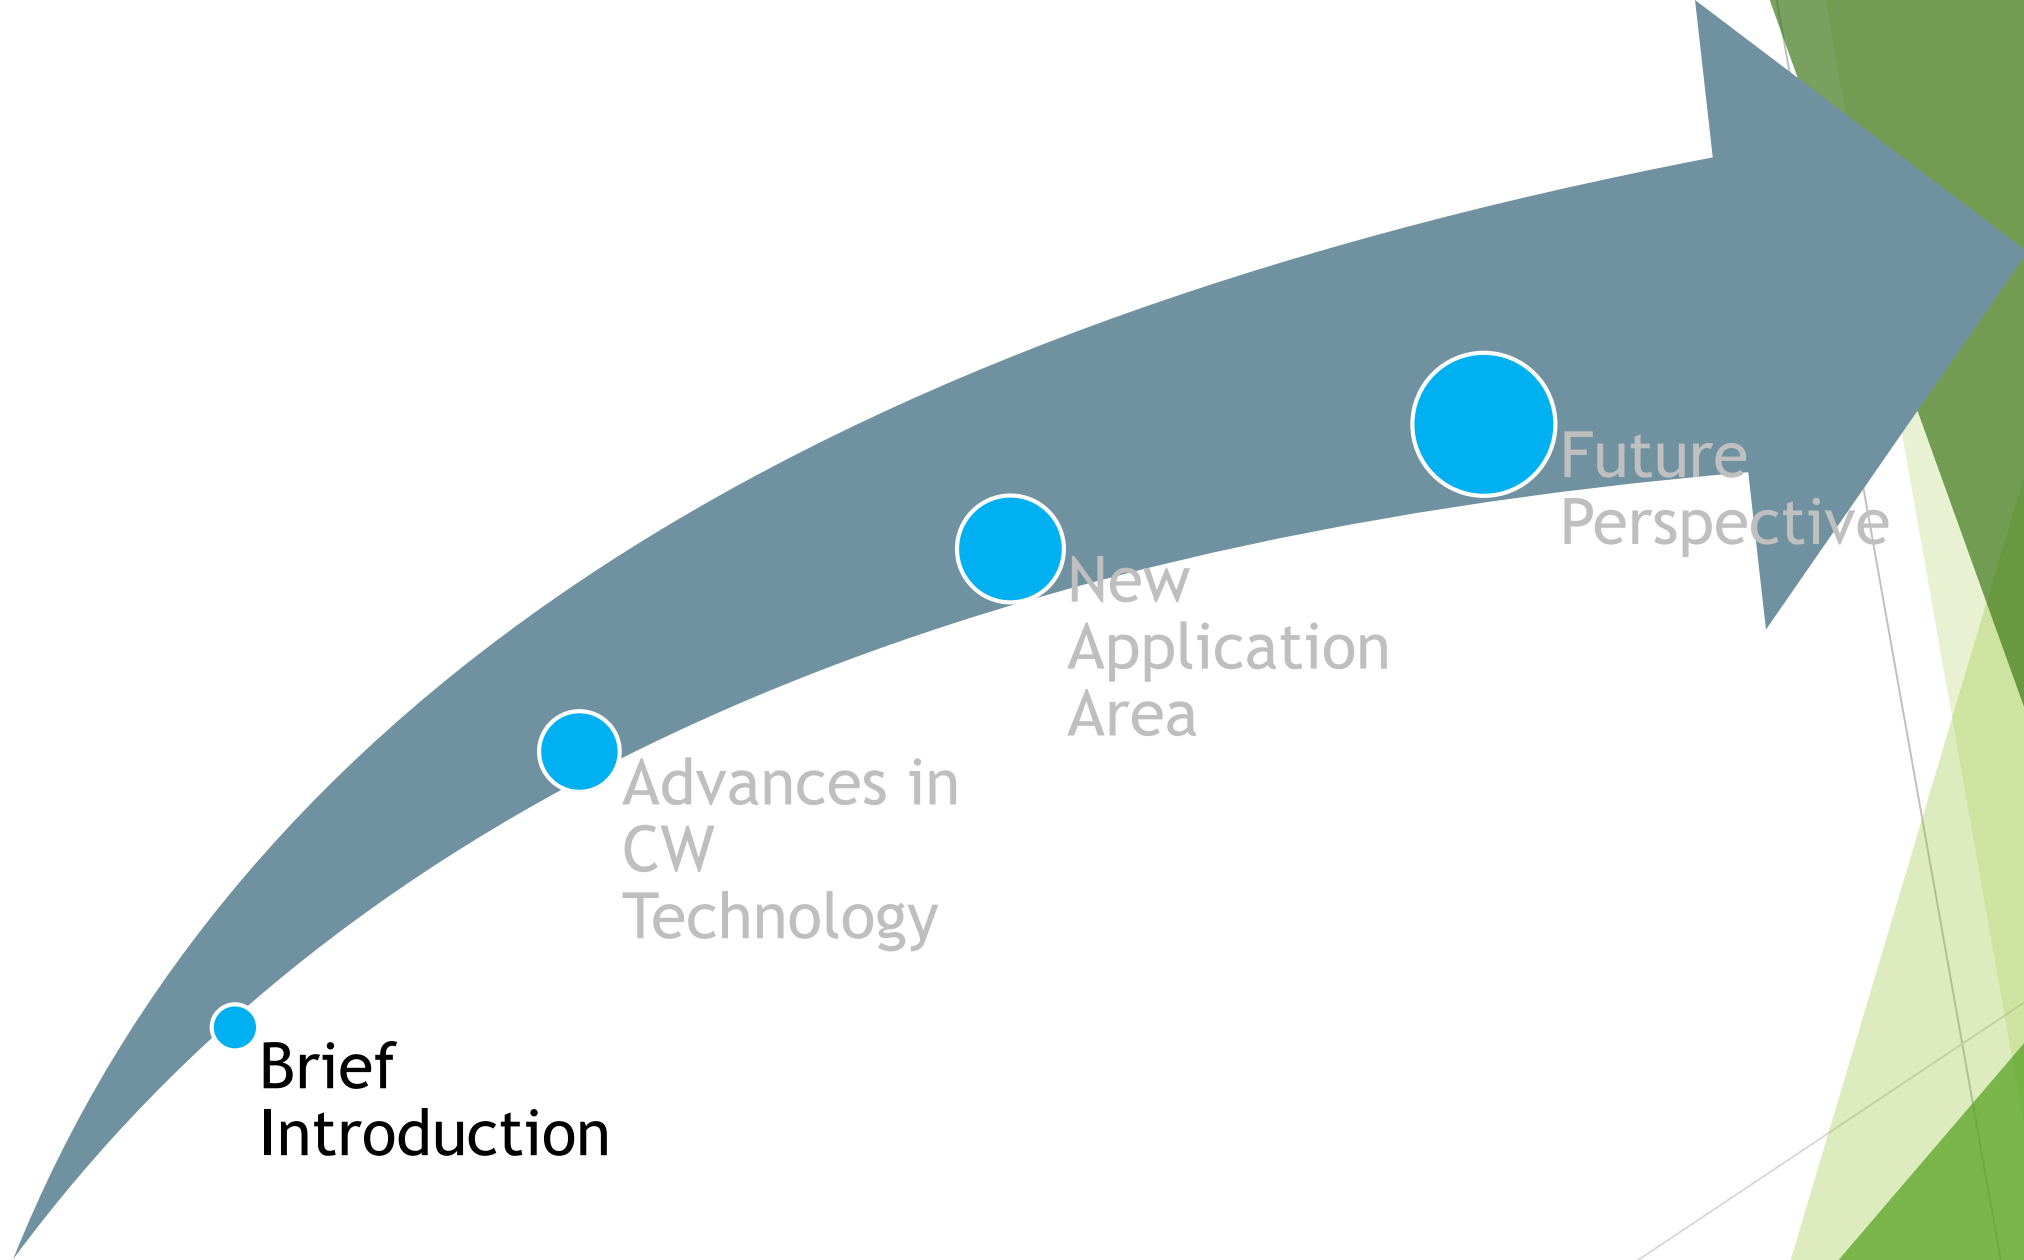 Brief
Introduction
Advances in
CW
Technology
New
Application
Area
Future
Perspective